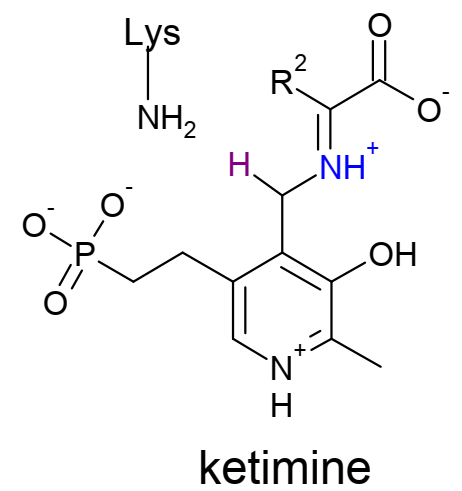 Lys
NH2
O
R2
O-
H
NH+
O-
O-
P
OH
O
N+
H
ketimine